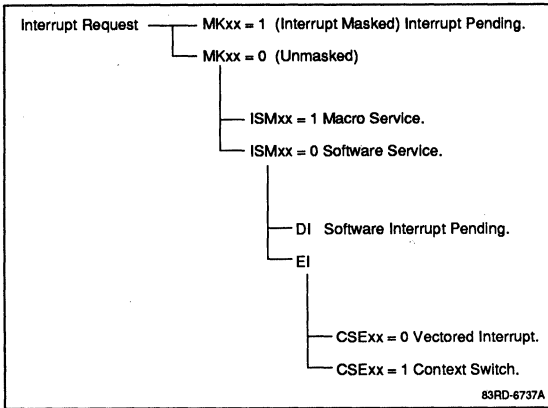 Interrupt Request MKxx = 1 (Interrupt Masked) Interrupt Pending.
MKxx = 0 (Unmasked)
ISMxx = 1 Macro Service.
ISMxx = 0 Software Service.
DI Software Interrupt Pending.
EI
CSExx = 0 Vectored Interrupt.
CSExx = 1 Context Switch.
83RD-6737A